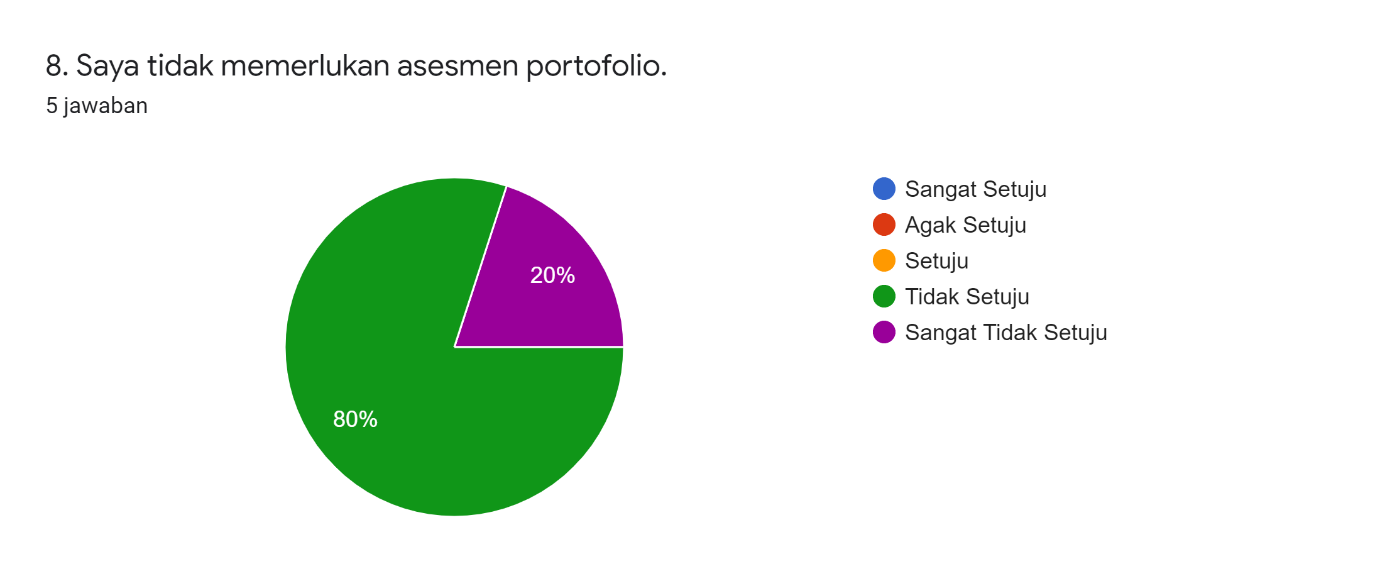 8. Saya tidak memerlukan asesmen portofolio.
5 jawaban
Sangat Setuju
Agak Setuju
Setuju
Tidak Setuju
Sangat Tidak Setuju
20%
80%